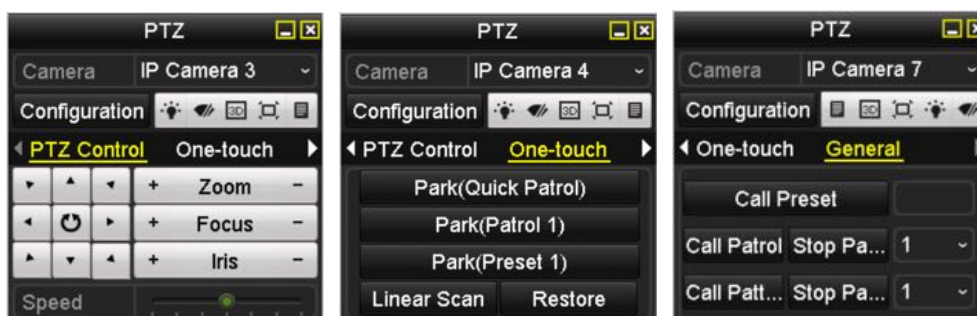 PTZ
Camera IP Camera 3
Configuration 3D
PTZ Control One-touch
+ Zoom -
+ Focus -
+ Iris -
Speed
PTZ
Camera IP Camera 4
Configuration 3D
PTZ Control One-touch
Park(Quick Patrol)
Park(Patrol 1)
Park(Preset 1)
Linear Scan Restore
PTZ
Camera IP Camera 7
Configuration 3D
One-touch General
Call Preset
Call Patrol Stop Pa... 1
Call Patt... Stop Pa... 1